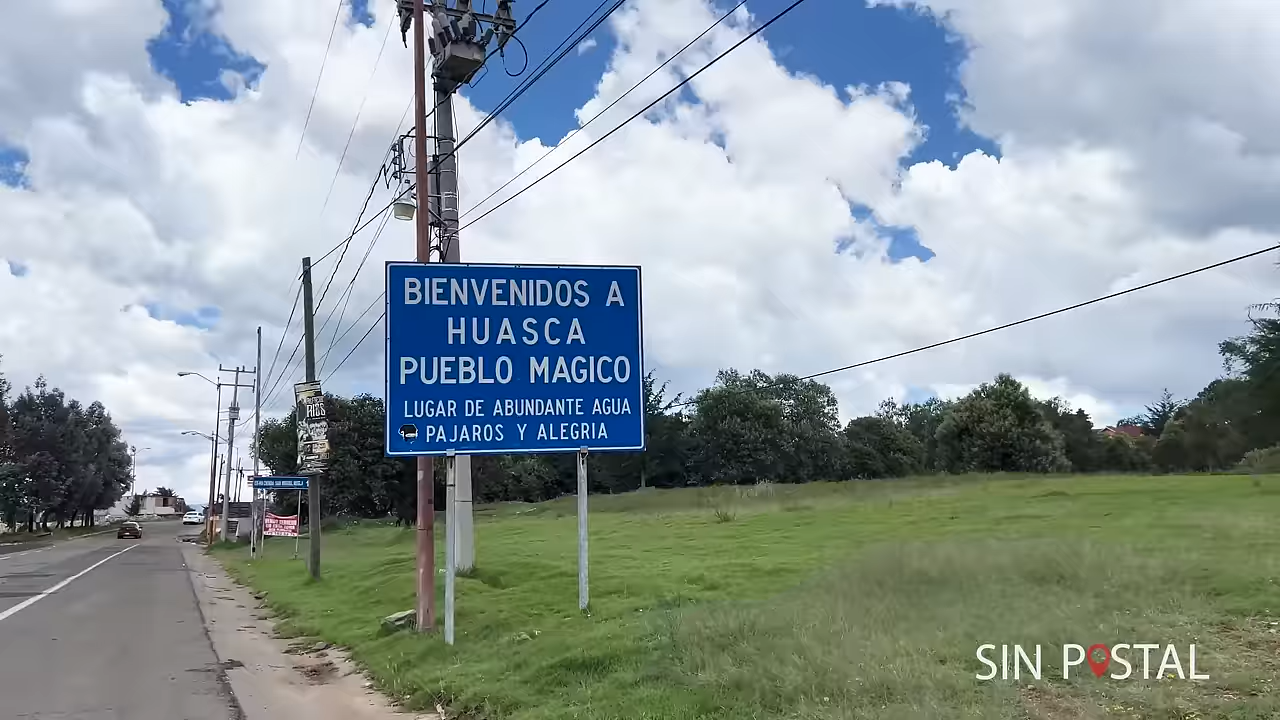 BIENVENIDOS A
HUASCA
PUEBLO MAGICO
LUGAR DE ABUNDANTE AGUA
PAJAROS Y ALEGRIA
SIN POSTAL